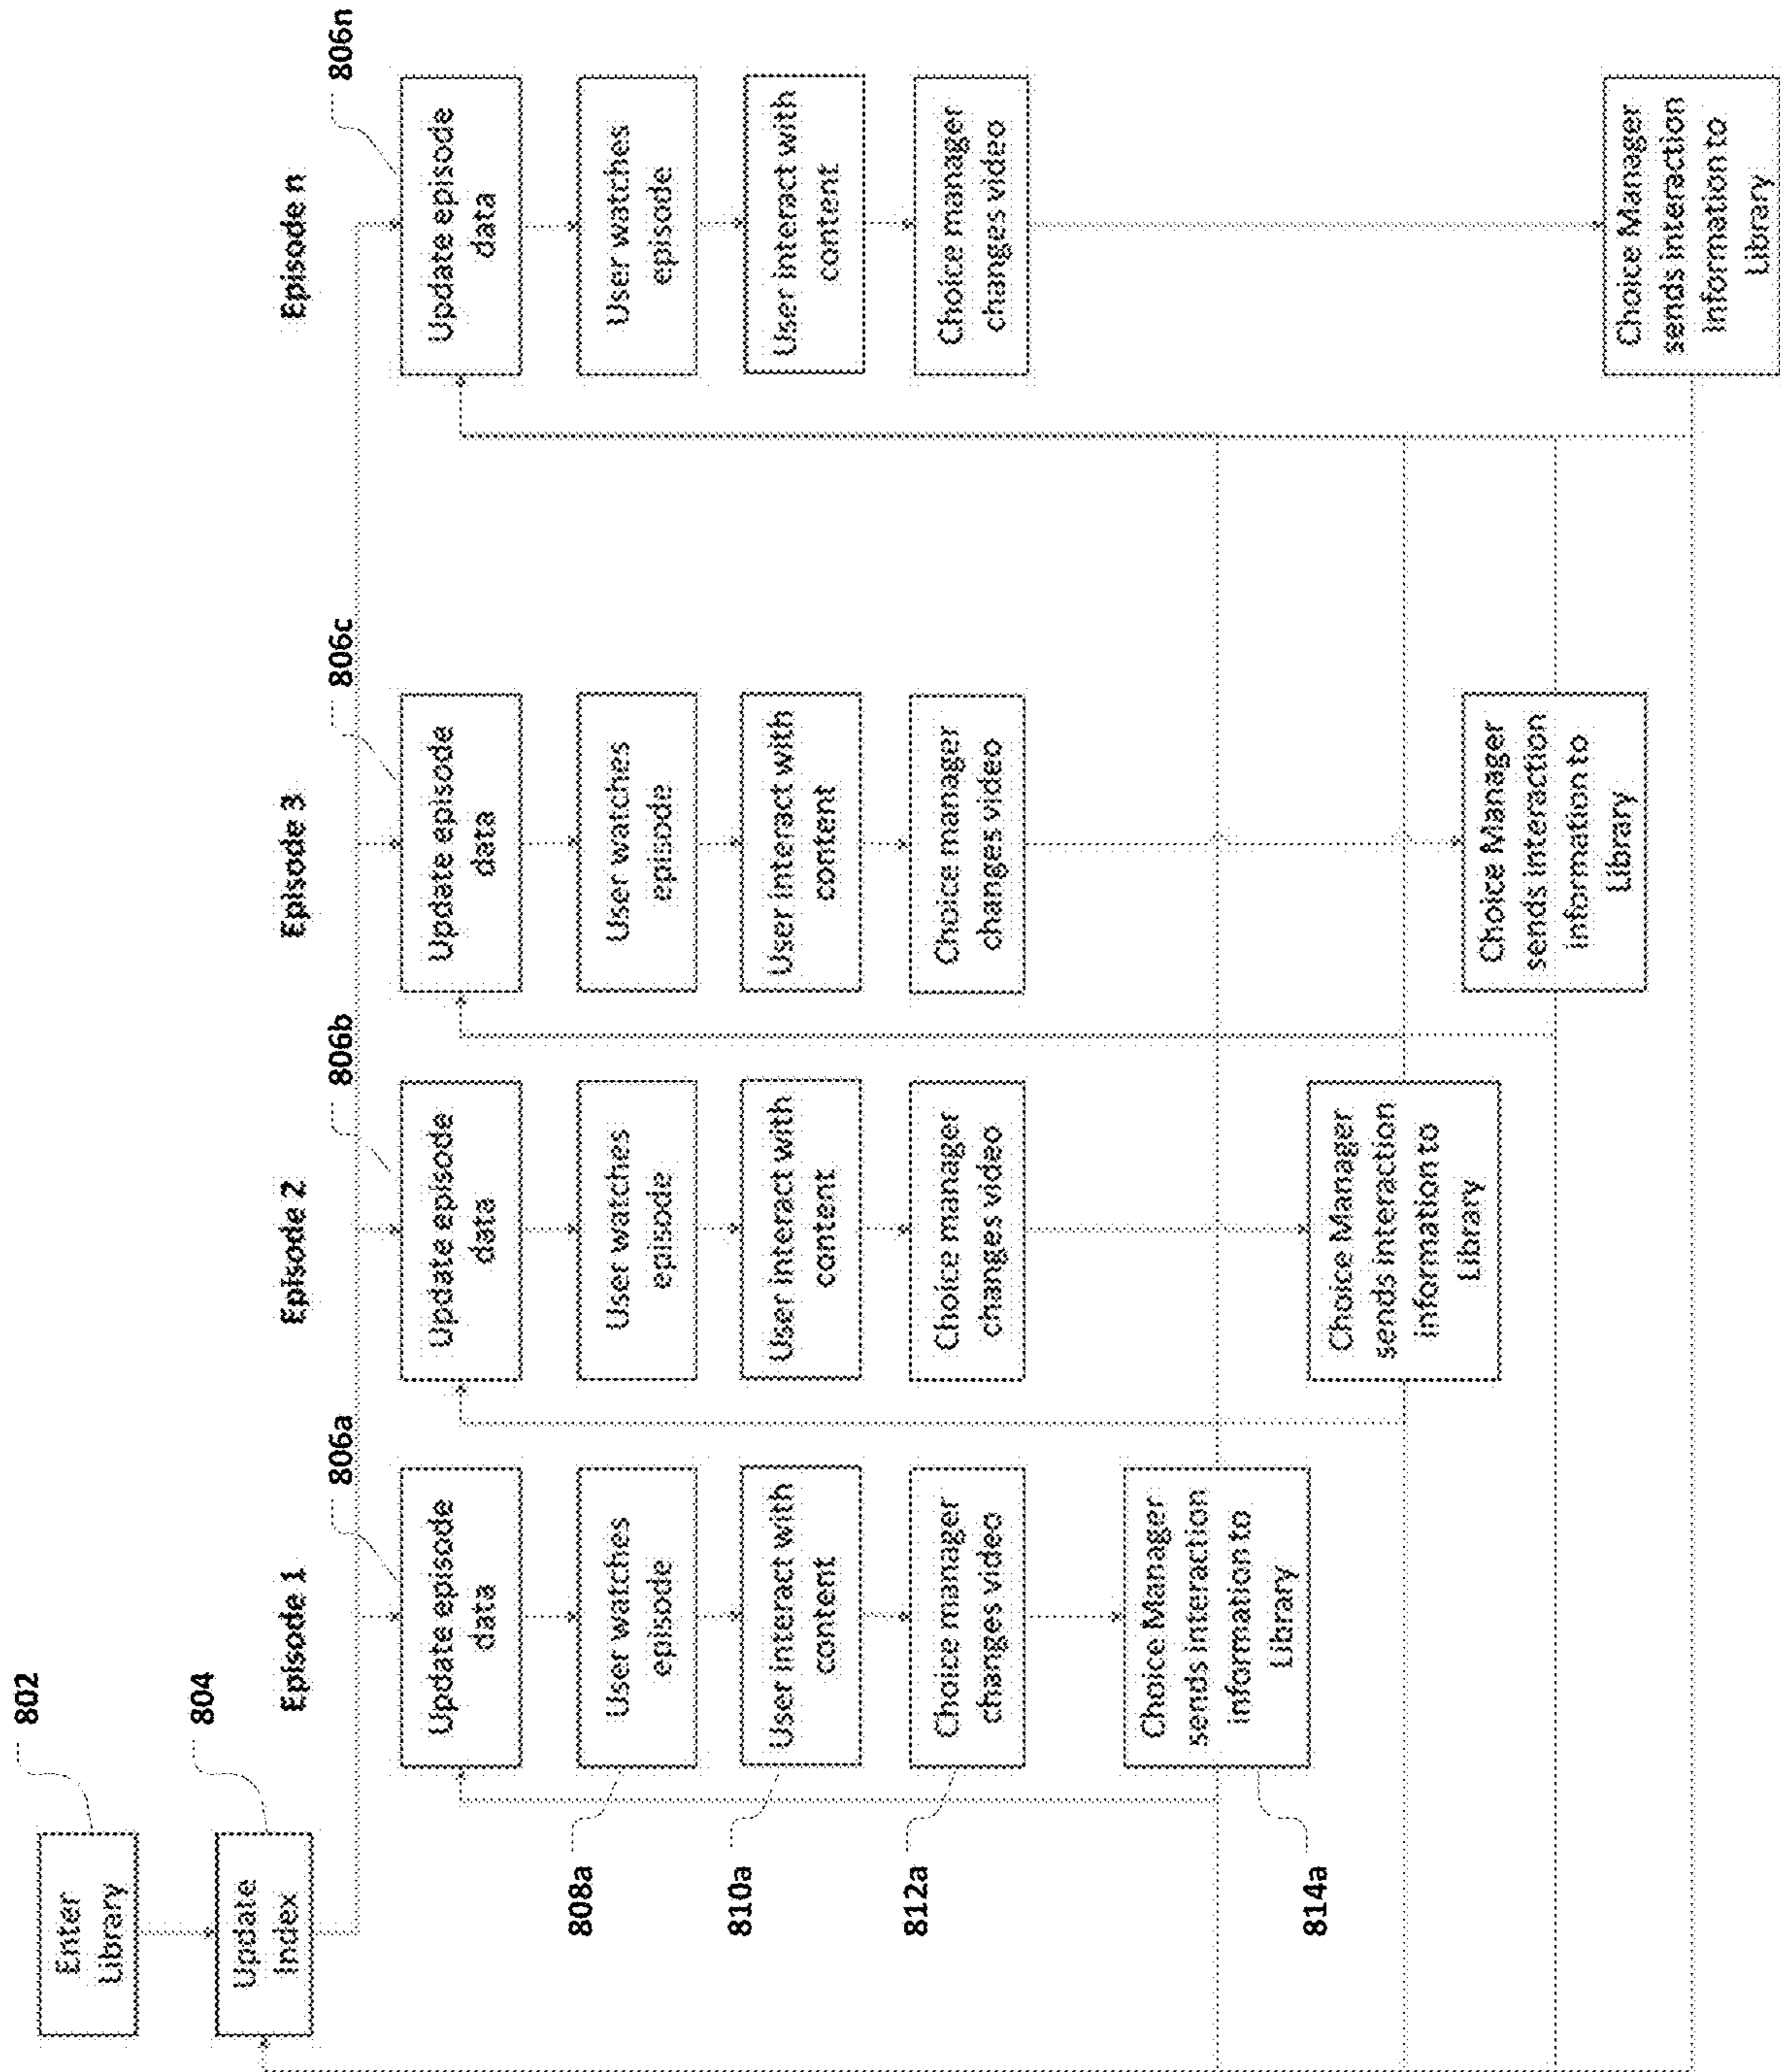 802
Enter
Library
804
Update
Index
Episode 1
Episode 2
Episode 3
Episode n
806a
806b
806c
806n
Update episode
data
Update episode
data
Update episode
data
Update episode
data
808a
User watches
episode
User watches
episode
User watches
episode
User watches
episode
810a
User interact with
content
User interact with
content
User interact with
content
User interact with
content
812a
Choice manager
changes video
Choice manager
changes video
Choice manager
changes video
Choice manager
changes video
814a
Choice Manager
sends interaction
information to
Library
Choice Manager
sends interaction
information to
Library
Choice Manager
sends interaction
information to
Library
Choice Manager
sends interaction
information to
Library